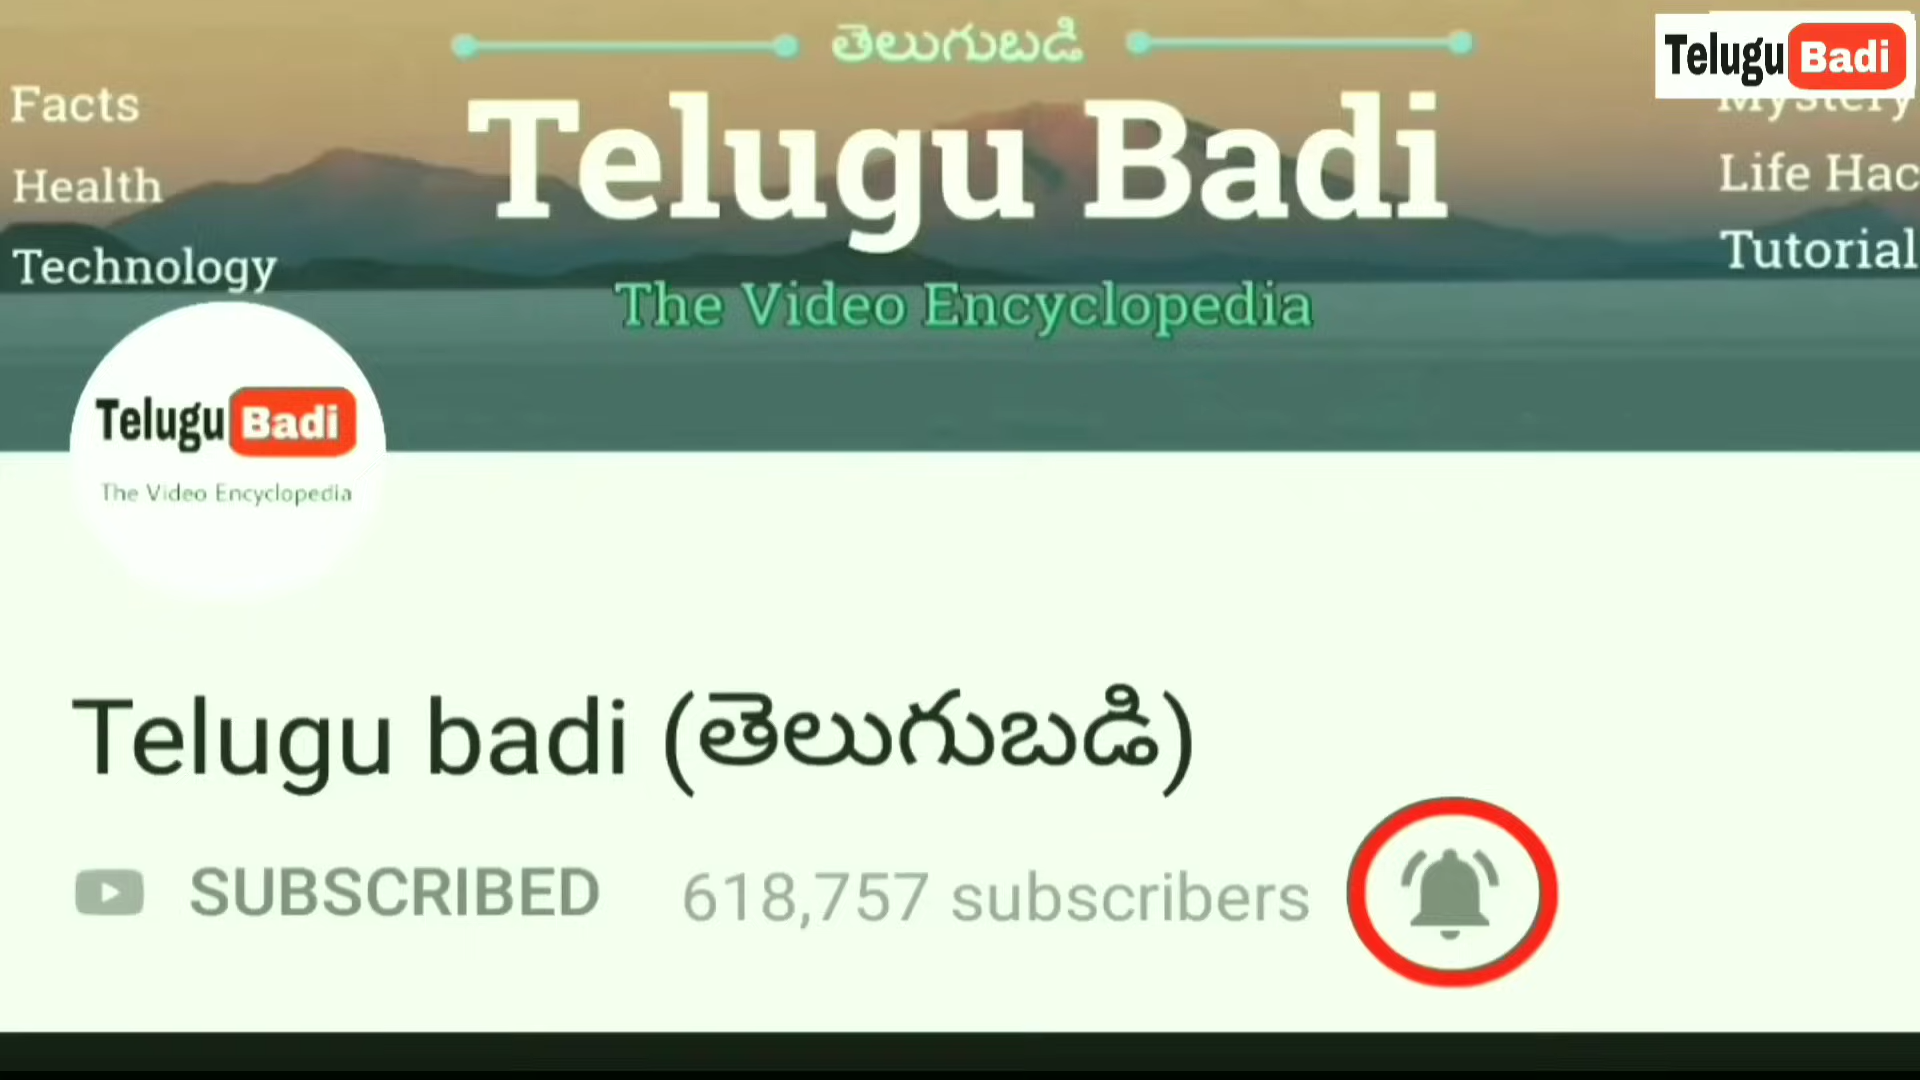 తెలుగుబడి
Telugu Badi
Facts
Telugu Badi
Mystery
Health
Life Hac
Technology
Tutorial
The Video Encyclopedia
Telugu Badi
The Video Encyclopedia
Telugu badi (తెలుగుబడి)
SUBSCRIBED 618,757 subscribers